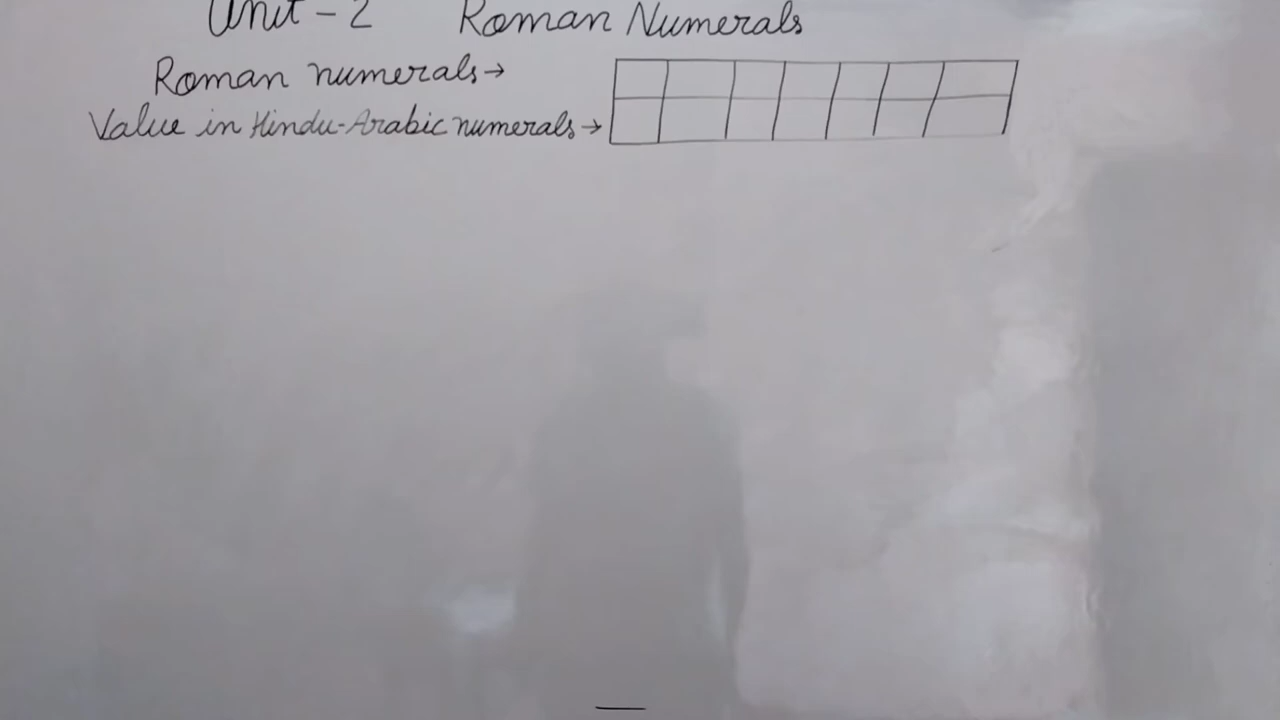 Unit - 2 Roman Numerals
Roman numerals →
Value in Hindu-Arabic numerals →